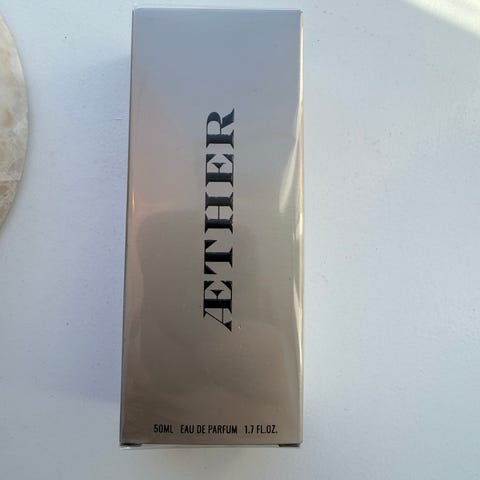 ÆTHER
50ML EAU DE PARFUM 1.7 FL.OZ.